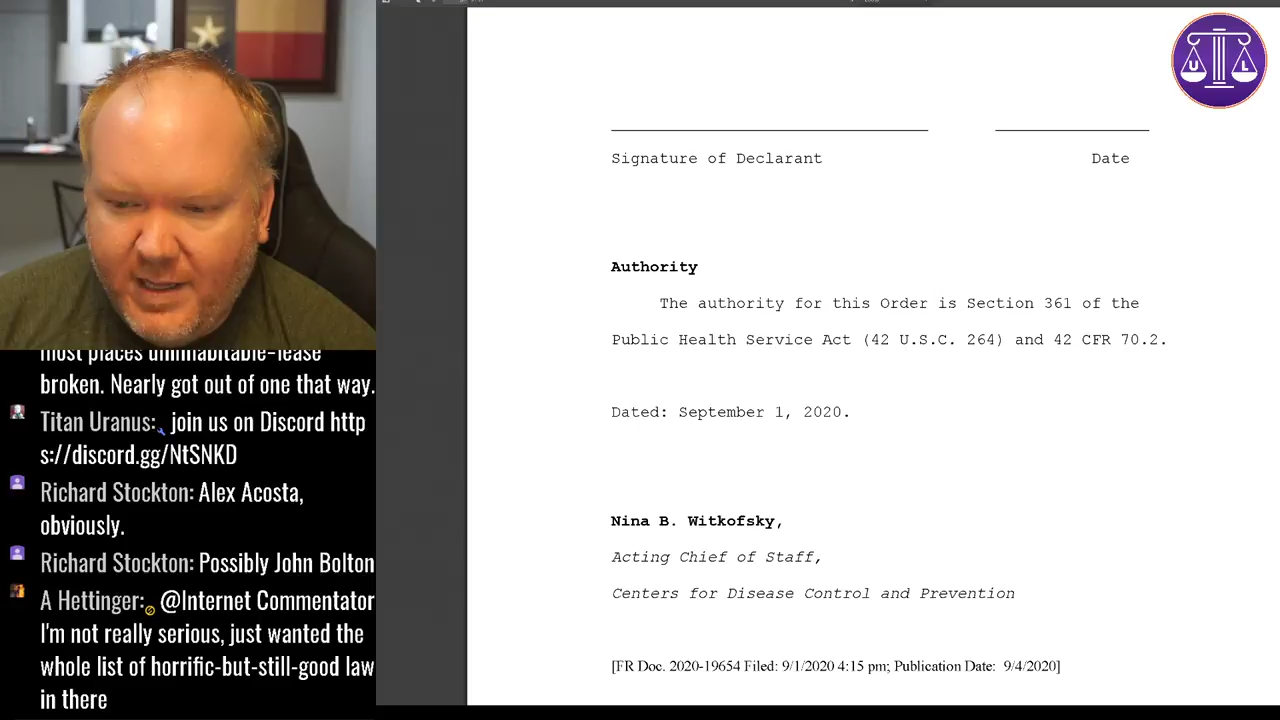 most places uninhabitable-lease
broken. Nearly got out of one that way.
Titan Uranus: join us on Discord http
s://discord.gg/NtSNKD
Richard Stockton: Alex Acosta,
obviously.
Richard Stockton: Possibly John Bolton
A Hettinger: @Internet Commentator
I'm not really serious, just wanted the
whole list of horrific-but-still-good law
in there
U L
Signature of Declarant Date
Authority
The authority for this Order is Section 361 of the
Public Health Service Act (42 U.S.C. 264) and 42 CFR 70.2.
Dated: September 1, 2020.
Nina B. Witkofsky,
Acting Chief of Staff,
Centers for Disease Control and Prevention
[FR Doc. 2020-19654 Filed: 9/1/2020 4:15 pm; Publication Date: 9/4/2020]